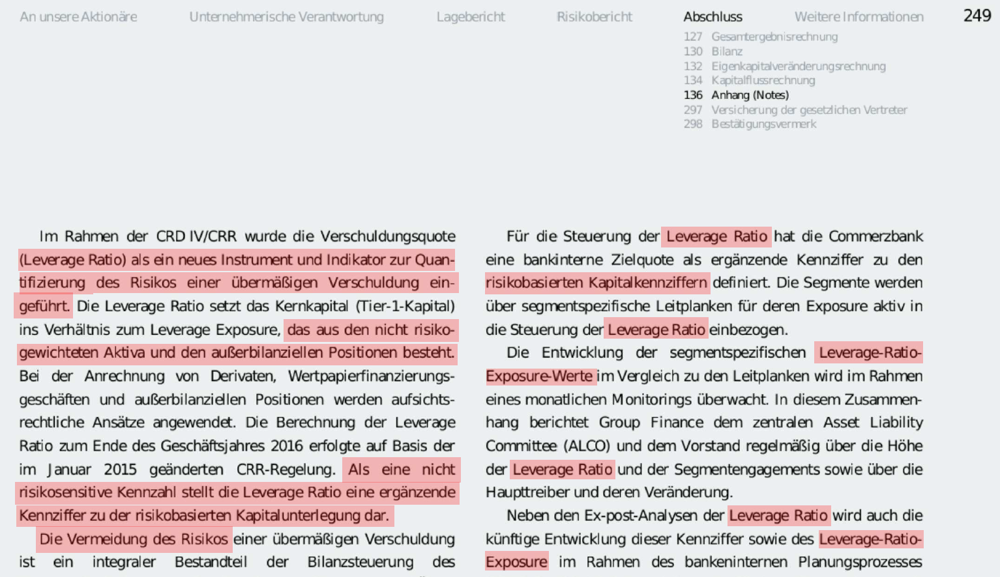 An unsere Aktionäre Unternehmerische Verantwortung Lagebericht Risikobericht Abschluss Weitere Informationen 249
127 Gesamtergebnisrechnung
130 Bilanz
132 Eigenkapitalveränderungsrechnung
134 Kapitalflussrechnung
136 Anhang (Notes)
297 Versicherung der gesetzlichen Vertreter
298 Bestätigungsvermerk
Im Rahmen der CRD IV/CRR wurde die Verschuldungsquote
(Leverage Ratio) als ein neues Instrument und Indikator zur Quan-
tifizierung des Risikos einer übermäßigen Verschuldung ein-
geführt. Die Leverage Ratio setzt das Kernkapital (Tier-1-Kapital)
ins Verhältnis zum Leverage Exposure, das aus den nicht risiko-
gewichteten Aktiva und den außerbilanziellen Positionen besteht.
Bei der Anrechnung von Derivaten, Wertpapierfinanzierungs-
geschäften und außerbilanziellen Positionen werden aufsichts-
rechtliche Ansätze angewendet. Die Berechnung der Leverage
Ratio zum Ende des Geschäftsjahres 2016 erfolgte auf Basis der
im Januar 2015 geänderten CRR-Regelung. Als eine nicht
risikosensitive Kennzahl stellt die Leverage Ratio eine ergänzende
Kennziffer zu der risikobasierten Kapitalunterlegung dar.
Die Vermeidung des Risikos einer übermäßigen Verschuldung
ist ein integraler Bestandteil der Bilanzsteuerung des
Für die Steuerung der Leverage Ratio hat die Commerzbank
eine bankinterne Zielquote als ergänzende Kennziffer zu den
risikobasierten Kapitalkennziffern definiert. Die Segmente werden
über segmentspezifische Leitplanken für deren Exposure aktiv in
die Steuerung der Leverage Ratio einbezogen.
Die Entwicklung der segmentspezifischen Leverage-Ratio-
Exposure-Werte im Vergleich zu den Leitplanken wird im Rahmen
eines monatlichen Monitorings überwacht. In diesem Zusammen-
hang berichtet Group Finance dem zentralen Asset Liability
Committee (ALCO) und dem Vorstand regelmäßig über die Höhe
der Leverage Ratio und der Segmentengagements sowie über die
Haupttreiber und deren Veränderung.
Neben den Ex-post-Analysen der Leverage Ratio wird auch die
künftige Entwicklung dieser Kennziffer sowie des Leverage-Ratio-
Exposure im Rahmen des bankeninternen Planungsprozesses